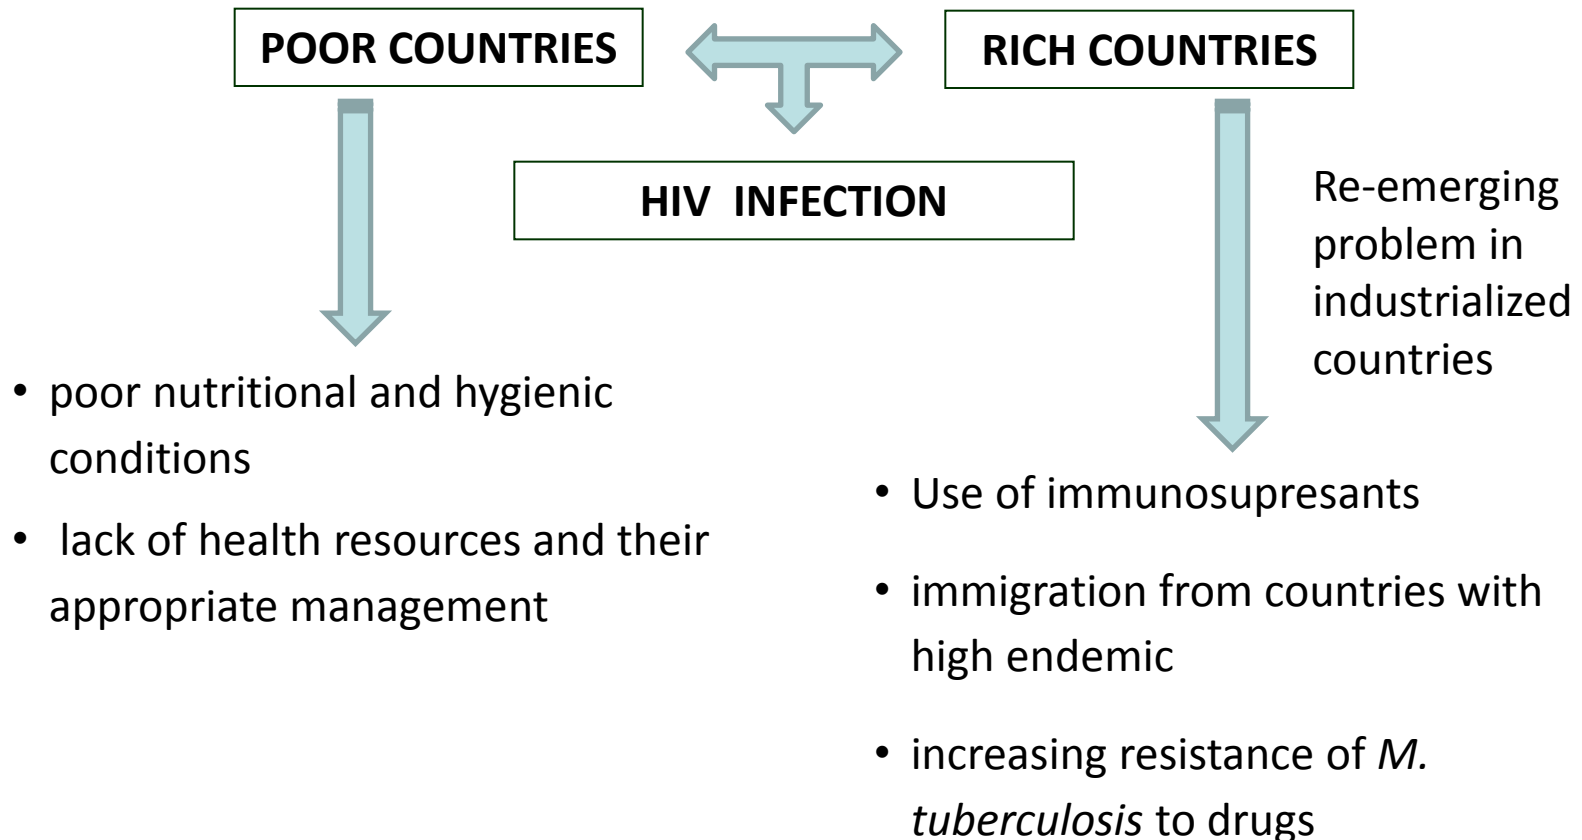 POOR COUNTRIES
RICH COUNTRIES
HIV INFECTION
Re-emerging
problem in
industrialized
countries
• poor nutritional and hygienic
conditions
• lack of health resources and their
appropriate management
• Use of immunosupresants
• immigration from countries with
high endemic
• increasing resistance of M.
tuberculosis to drugs